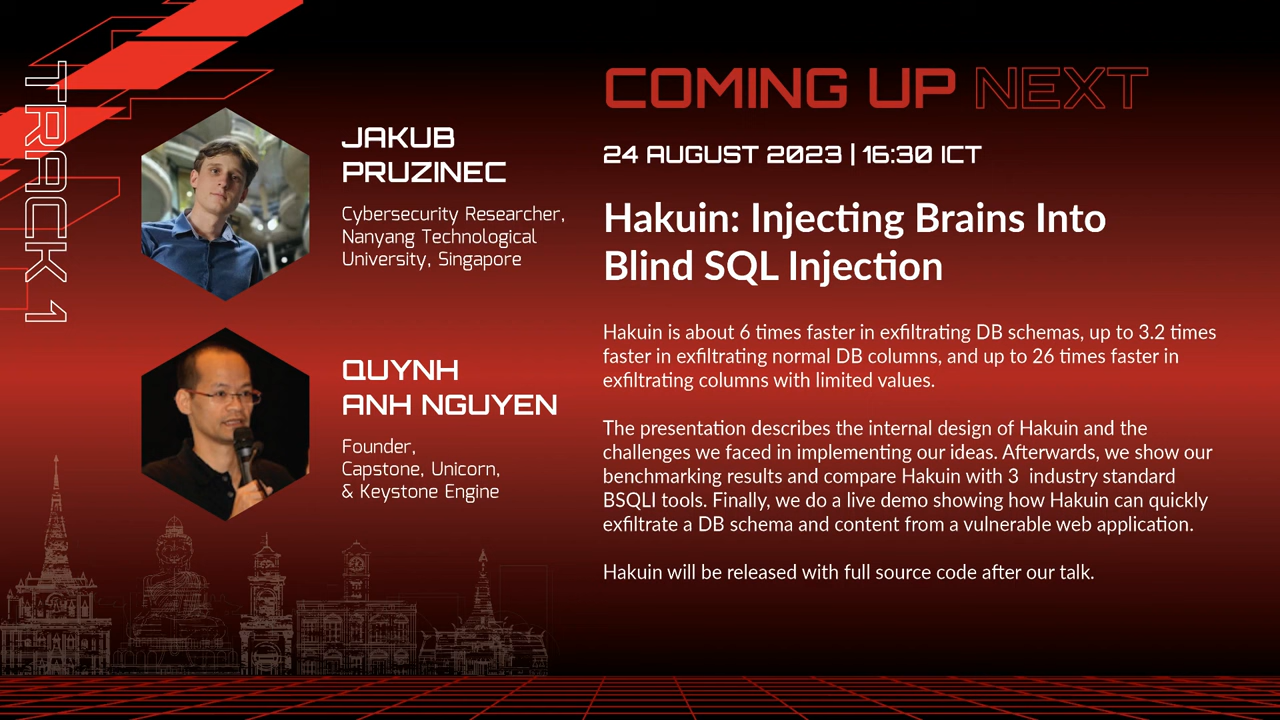 TRACK 1
JAKUB
PRUZINEC
Cybersecurity Researcher,
Nanyang Technological
University, Singapore
QUYNH
ANH NGUYEN
Founder,
Capstone, Unicorn,
& Keystone Engine
COMING UP NEXT
24 AUGUST 2023 | 16:30 ICT
Hakuin: Injecting Brains Into
Blind SQL Injection
Hakuin is about 6 times faster in exfiltrating DB schemas, up to 3.2 times
faster in exfiltrating normal DB columns, and up to 26 times faster in
exfiltrating columns with limited values.
The presentation describes the internal design of Hakuin and the
challenges we faced in implementing our ideas. Afterwards, we show our
benchmarking results and compare Hakuin with 3  industry standard
BSQLI tools. Finally, we do a live demo showing how Hakuin can quickly
exfiltrate a DB schema and content from a vulnerable web application.
Hakuin will be released with full source code after our talk.